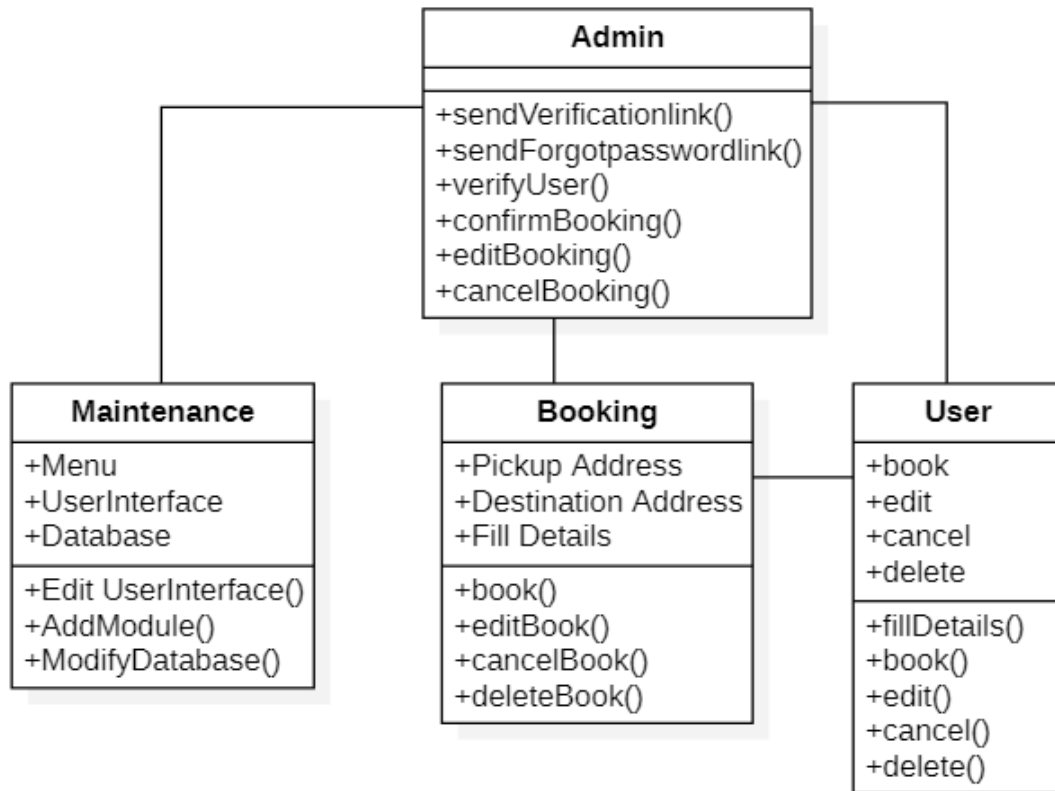 Admin
+sendVerificationlink()
+sendForgotpasswordlink()
+verifyUser()
+confirmBooking()
+editBooking()
+cancelBooking()
Maintenance
+Menu
+UserInterface
+Database
+Edit UserInterface()
+AddModule()
+ModifyDatabase()
Booking
+Pickup Address
+Destination Address
+Fill Details
+book()
+editBook()
+cancelBook()
+deleteBook()
User
+book
+edit
+cancel
+delete
+fillDetails()
+book()
+edit()
+cancel()
+delete()